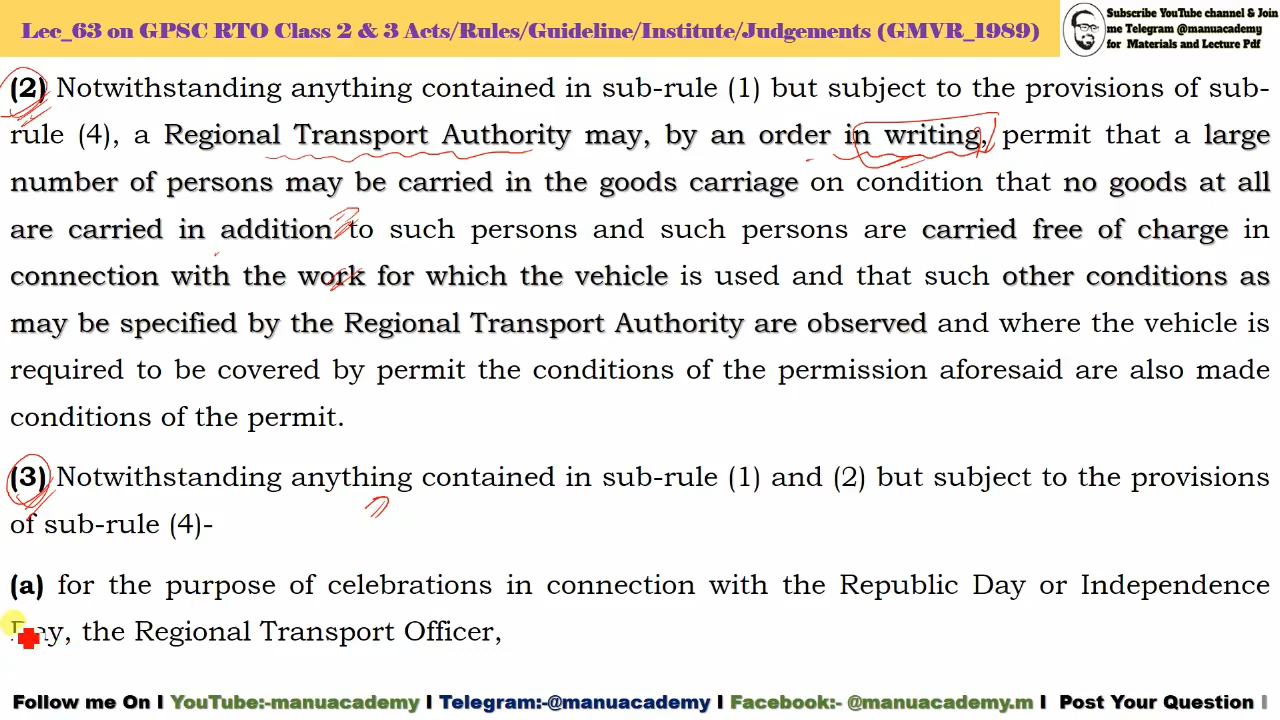 Lec_63 on GPSC RTO Class 2 & 3 Acts/Rules/Guideline/Institute/Judgements (GMVR_1989)
Subscribe YouTube channel & Join
me Telegram @manuacademy
for Materials and Lecture Pdf
(2) Notwithstanding anything contained in sub-rule (1) but subject to the provisions of sub-
rule (4), a Regional Transport Authority may, by an order in writing, permit that a large
number of persons may be carried in the goods carriage on condition that no goods at all
are carried in addition to such persons and such persons are carried free of charge in
connection with the work for which the vehicle is used and that such other conditions as
may be specified by the Regional Transport Authority are observed and where the vehicle is
required to be covered by permit the conditions of the permission aforesaid are also made
conditions of the permit.
(3) Notwithstanding anything contained in sub-rule (1) and (2) but subject to the provisions
of sub-rule (4)-
(a) for the purpose of celebrations in connection with the Republic Day or Independence
Day, the Regional Transport Officer,
Follow me On I YouTube:-manuacademy I Telegram:-@manuacademy I Facebook:- @manuacademy.m I Post Your Question I